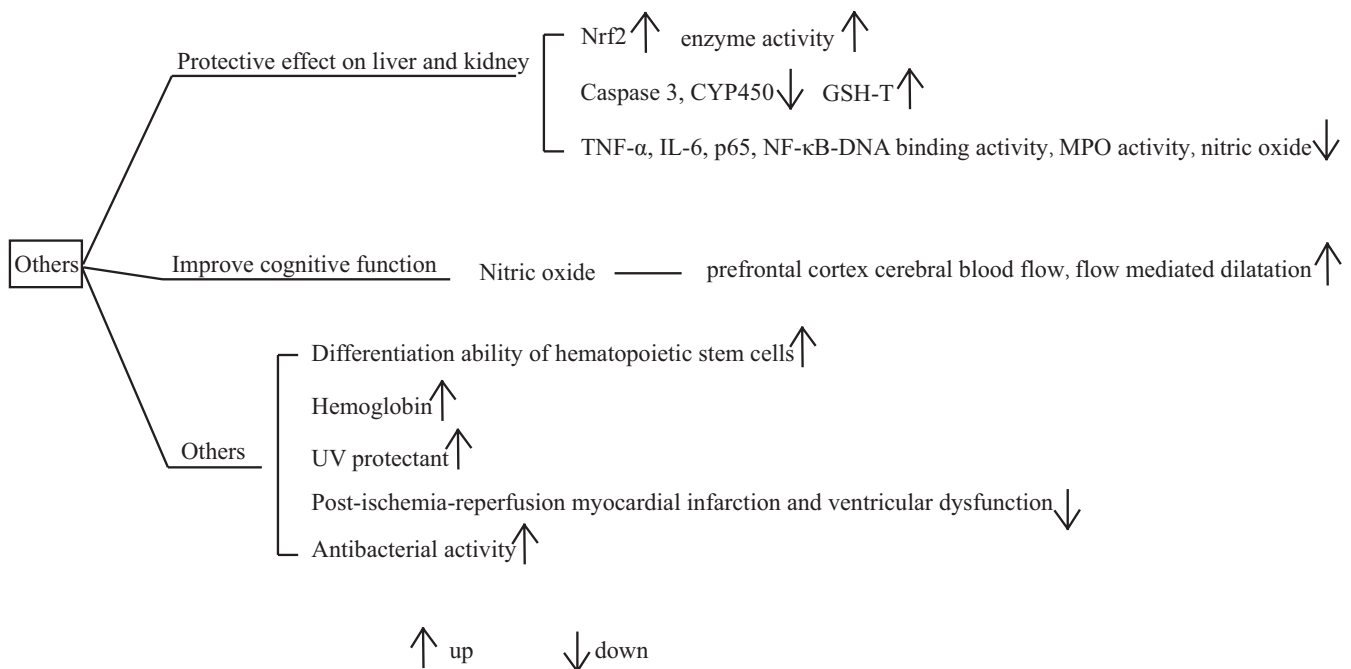 Nrf2 ↑ enzyme activity ↑
Protective effect on liver and kidney
Caspase 3, CYP450 ↓ GSH-T ↑
TNF-α, IL-6, p65, NF-κB-DNA binding activity, MPO activity, nitric oxide ↓
Others
Improve cognitive function
Nitric oxide — prefrontal cortex cerebral blood flow, flow mediated dilatation ↑
Differentiation ability of hematopoietic stem cells ↑
Hemoglobin ↑
Others
UV protectant ↑
Post-ischemia-reperfusion myocardial infarction and ventricular dysfunction ↓
Antibacterial activity ↑
↑ up ↓ down